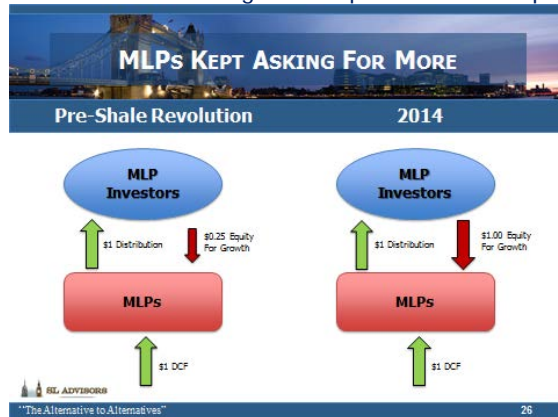 MLPS KEPT ASKING FOR MORE
Pre-Shale Revolution
2014
MLP
Investors
MLP
Investors
$1 Distribution
$0.25 Equity
For Growth
$1 Distribution
$1.00 Equity
For Growth
MLPs
MLPs
$1 DCF
$1 DCF
SL ADVISORS
"The Alternative to Alternatives"
26